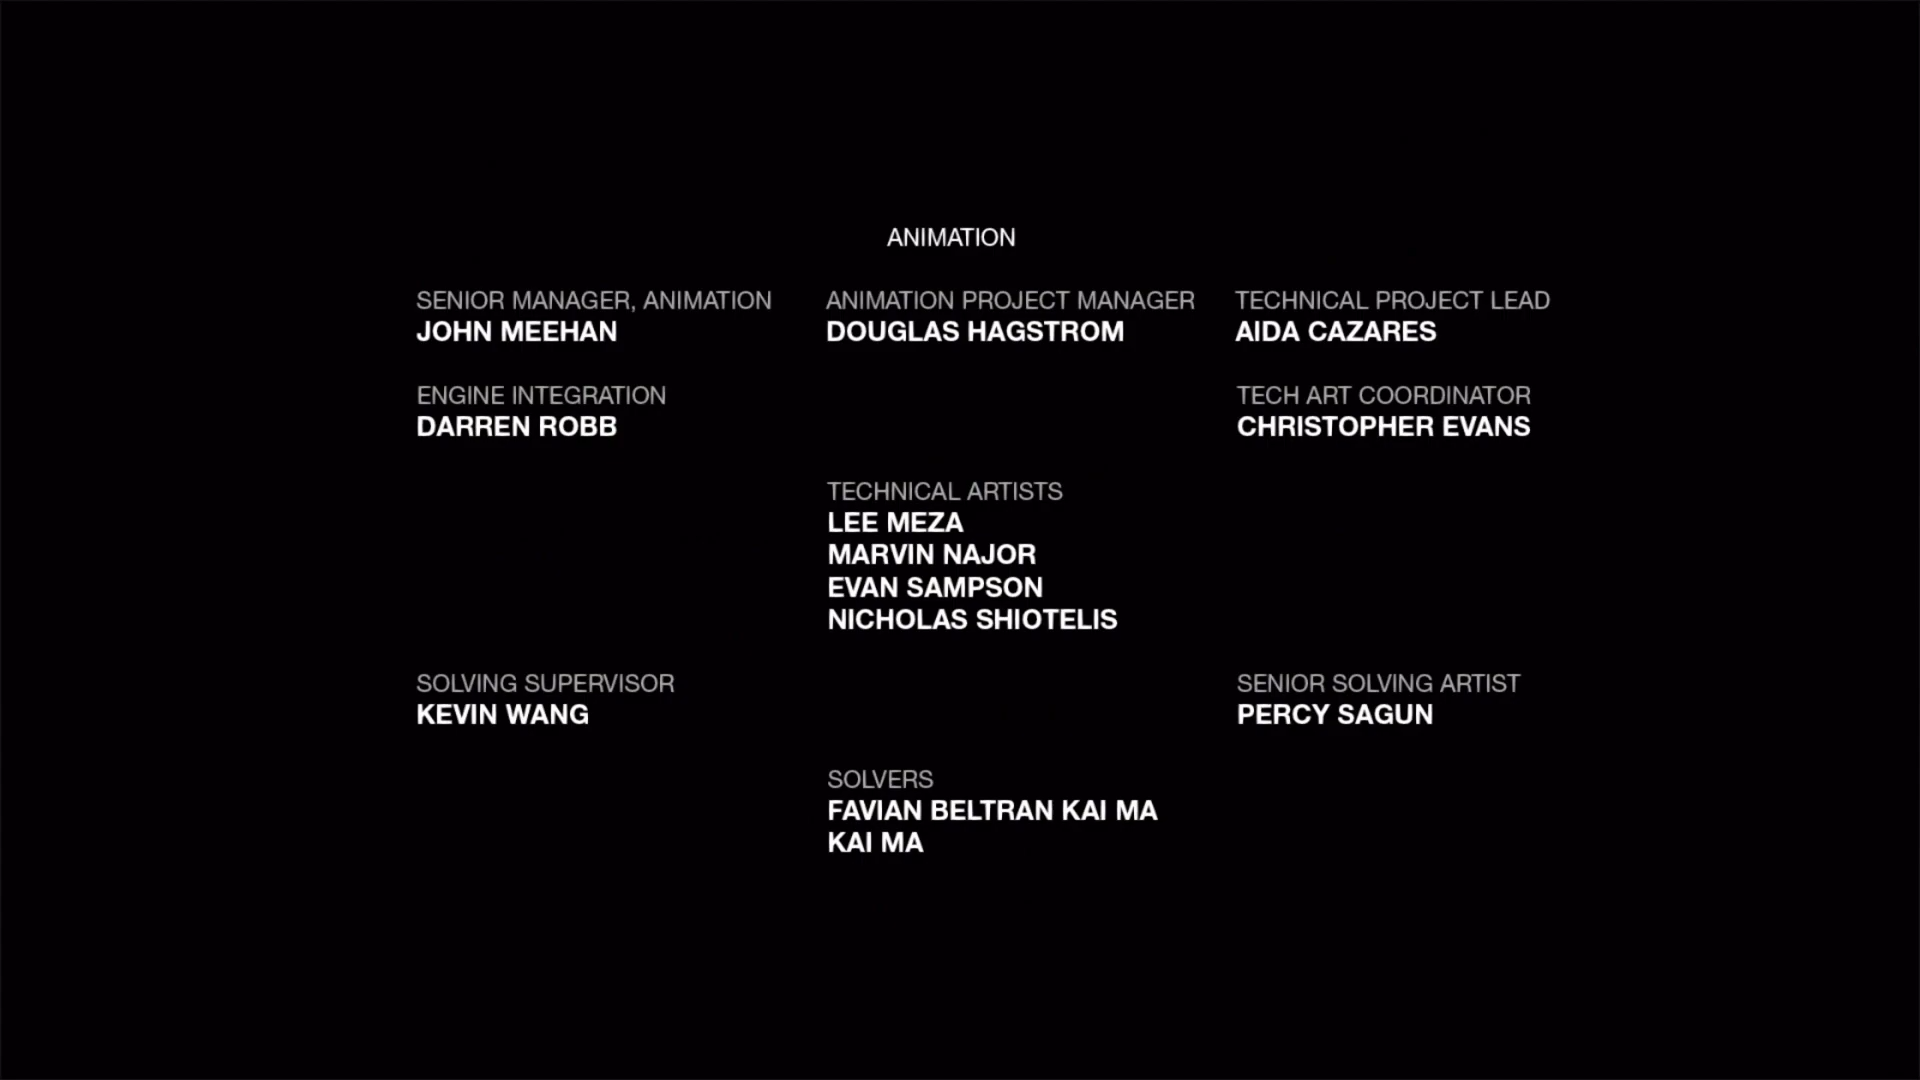 ANIMATION
SENIOR MANAGER, ANIMATION
JOHN MEEHAN
ANIMATION PROJECT MANAGER
DOUGLAS HAGSTROM
TECHNICAL PROJECT LEAD
AIDA CAZARES
ENGINE INTEGRATION
DARREN ROBB
TECH ART COORDINATOR
CHRISTOPHER EVANS
TECHNICAL ARTISTS
LEE MEZA
MARVIN NAJOR
EVAN SAMPSON
NICHOLAS SHIOTELIS
SOLVING SUPERVISOR
KEVIN WANG
SENIOR SOLVING ARTIST
PERCY SAGUN
SOLVERS
FAVIAN BELTRAN KAI MA
KAI MA